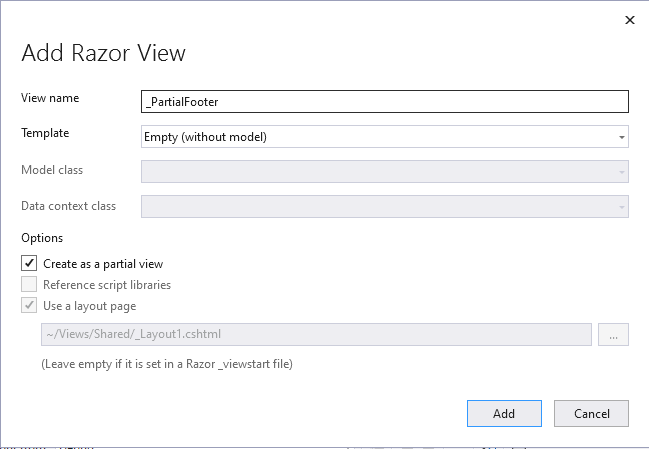 Add Razor View
View name
_PartialFooter
Template
Empty (without model)
Model class
Data context class
Options
Create as a partial view
Reference script libraries
Use a layout page
~/Views/Shared/_Layout1.cshtml
...
(Leave empty if it is set in a Razor _viewstart file)
Add
Cancel